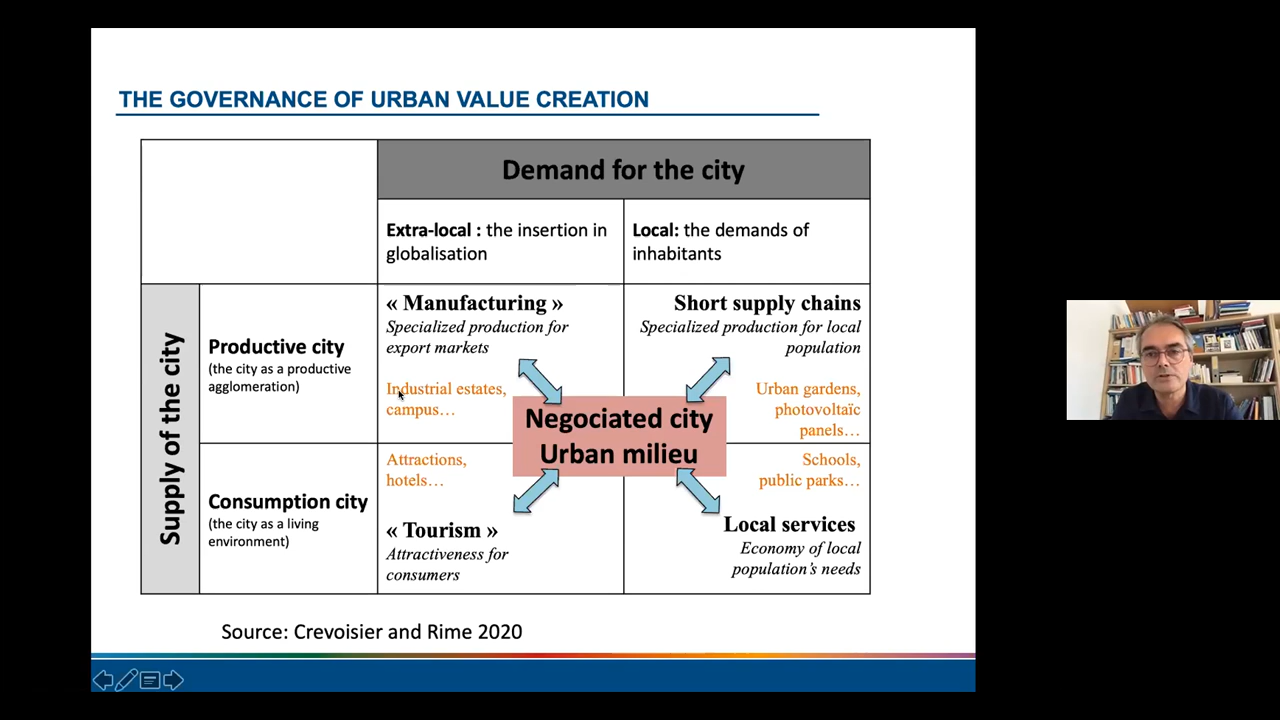 THE GOVERNANCE OF URBAN VALUE CREATION
Demand for the city
Extra-local : the insertion in
globalisation
Local: the demands of
inhabitants
Supply of the city
Productive city
(the city as a productive
agglomeration)
« Manufacturing »
Specialized production for
export markets
Industrial estates,
campus…
Short supply chains
Specialized production for local
population
Urban gardens,
photovoltaïc
panels…
Negociated city
Urban milieu
Consumption city
(the city as a living
environment)
Attractions,
hotels…
« Tourism »
Attractiveness for
consumers
Schools,
public parks…
Local services
Economy of local
population's needs
Source: Crevoisier and Rime 2020